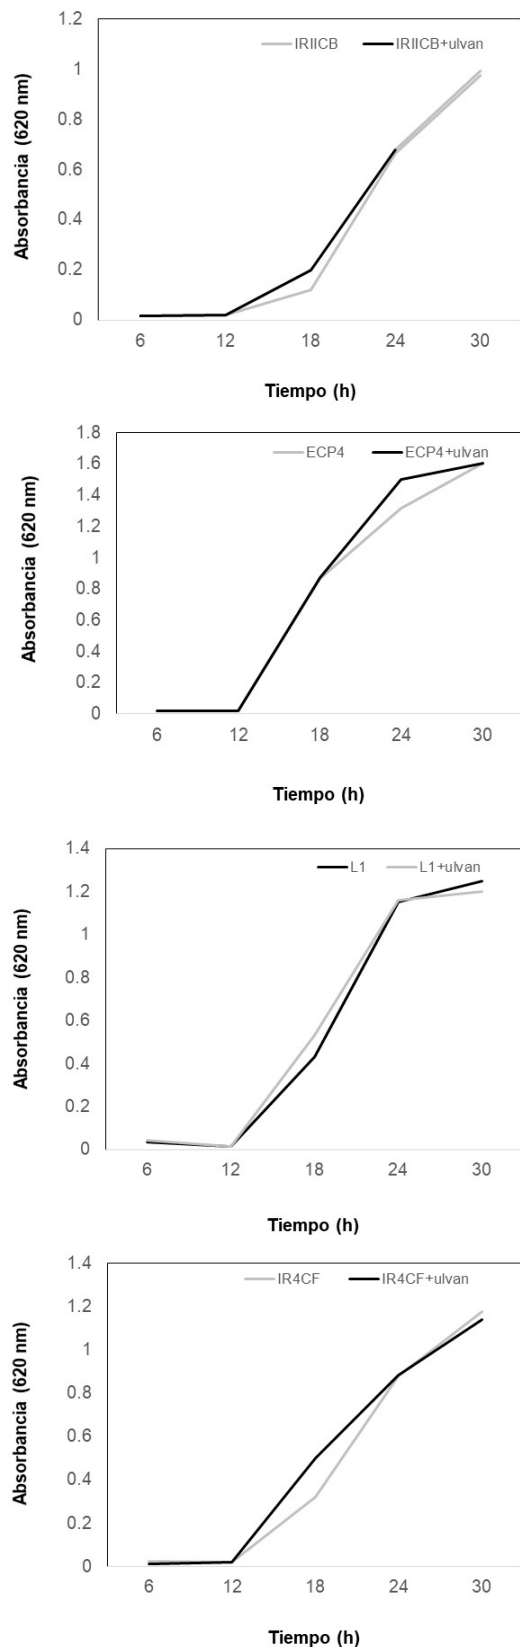 IRIICB IRIICB+ulvan
Absorbancia (620 nm)
1.2
1
0.8
0.6
0.4
0.2
0
6 12 18 24 30
Tiempo (h)
ECP4 ECP4+ulvan
Absorbancia (620 nm)
1.8
1.6
1.4
1.2
1
0.8
0.6
0.4
0.2
0
6 12 18 24 30
Tiempo (h)
L1 L1+ulvan
Absorbancia (620 nm)
1.4
1.2
1
0.8
0.6
0.4
0.2
0
6 12 18 24 30
Tiempo (h)
IR4CF IR4CF+ulvan
Absorbancia (620 nm)
1.4
1.2
1
0.8
0.6
0.4
0.2
0
6 12 18 24 30
Tiempo (h)